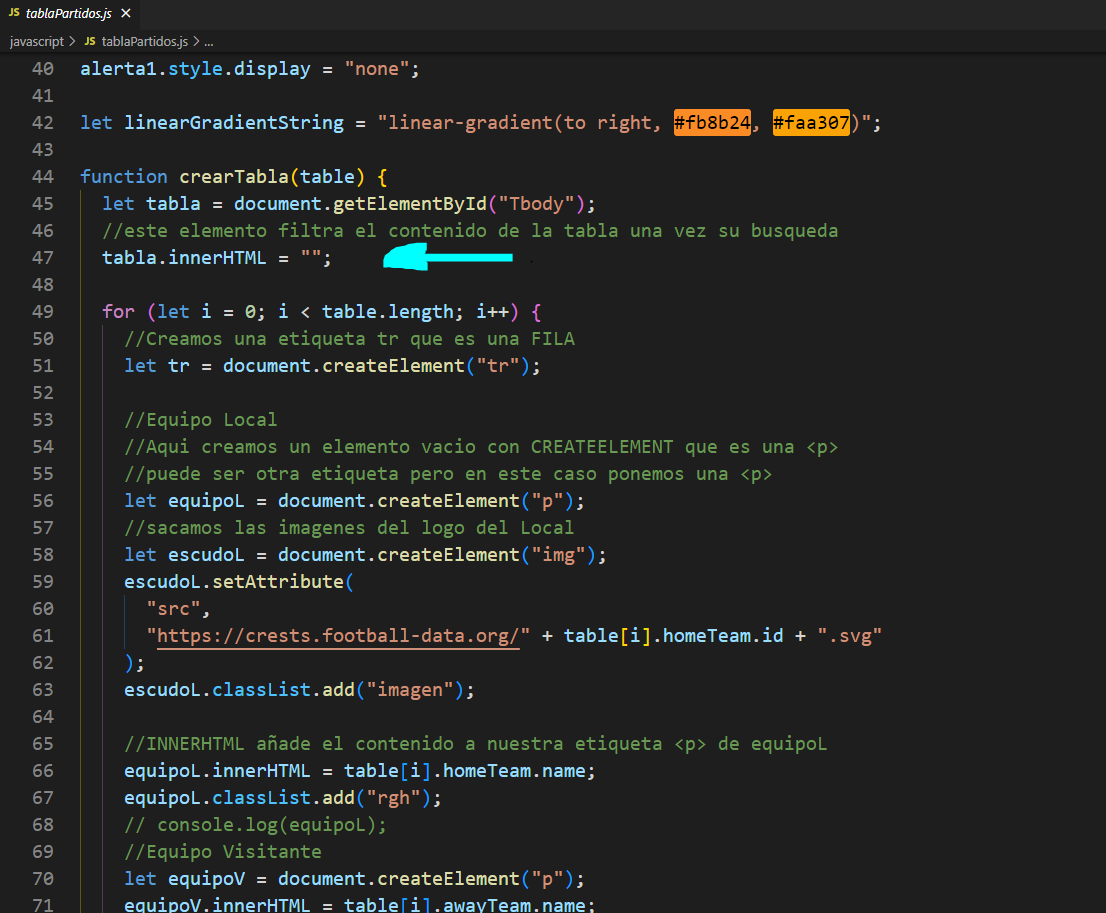 JS tablaPartidos.js ×
javascript > JS tablaPartidos.js > ...
40 alerta1.style.display = "none";
41
42 let linearGradientString = "linear-gradient(to right, #fb8b24, #faa307)";
43
44 function crearTabla(table) {
45 let tabla = document.getElementById("Tbody");
46 //este elemento filtra el contenido de la tabla una vez su busqueda
47 tabla.innerHTML = "";
48
49 for (let i = 0; i < table.length; i++) {
50 //Creamos una etiqueta tr que es una FILA
51 let tr = document.createElement("tr");
52
53 //Equipo Local
54 //Aqui creamos un elemento vacio con CREATEELEMENT que es una <p>
55 //puede ser otra etiqueta pero en este caso ponemos una <p>
56 let equipoL = document.createElement("p");
57 //sacamos las imagenes del logo del Local
58 let escudoL = document.createElement("img");
59 escudoL.setAttribute(
60 "src",
61 "https://crests.football-data.org/" + table[i].homeTeam.id + ".svg"
62 );
63 escudoL.classList.add("imagen");
64
65 //INNERHTML añade el contenido a nuestra etiqueta <p> de equipoL
66 equipoL.innerHTML = table[i].homeTeam.name;
67 equipoL.classList.add("rgh");
68 // console.log(equipoL);
69 //Equipo Visitante
70 let equipoV = document.createElement("p");
71 equipoV.innerHTML = table[i].awayTeam.name;